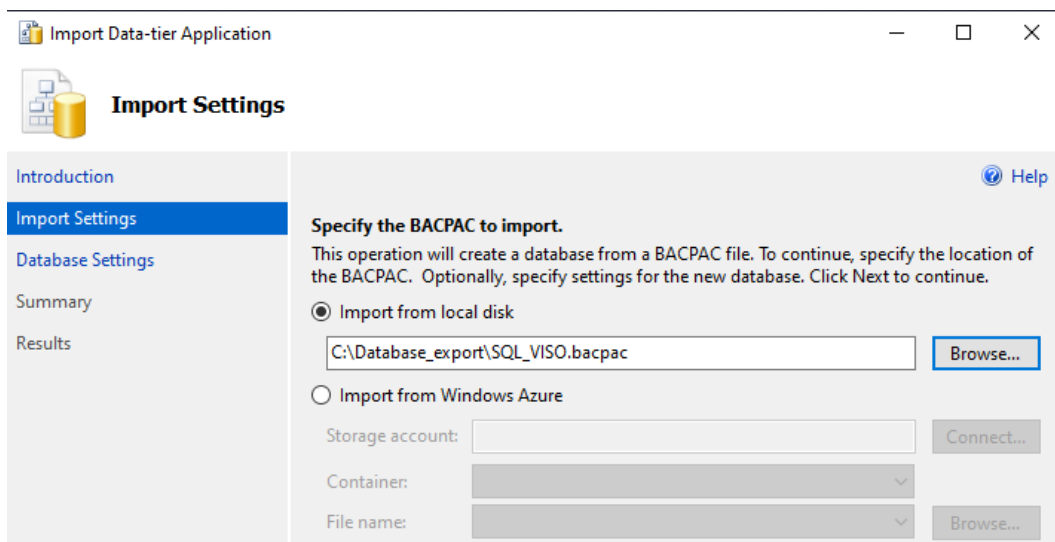 Import Data-tier Application
Import Settings
Introduction
Import Settings
Database Settings
Summary
Results
Help
Specify the BACPAC to import.
This operation will create a database from a BACPAC file. To continue, specify the location of
the BACPAC.  Optionally, specify settings for the new database. Click Next to continue.
Import from local disk
C:\Database_export\SQL_VISO.bacpac
Browse...
Import from Windows Azure
Storage account:
Connect...
Container:
File name:
Browse...